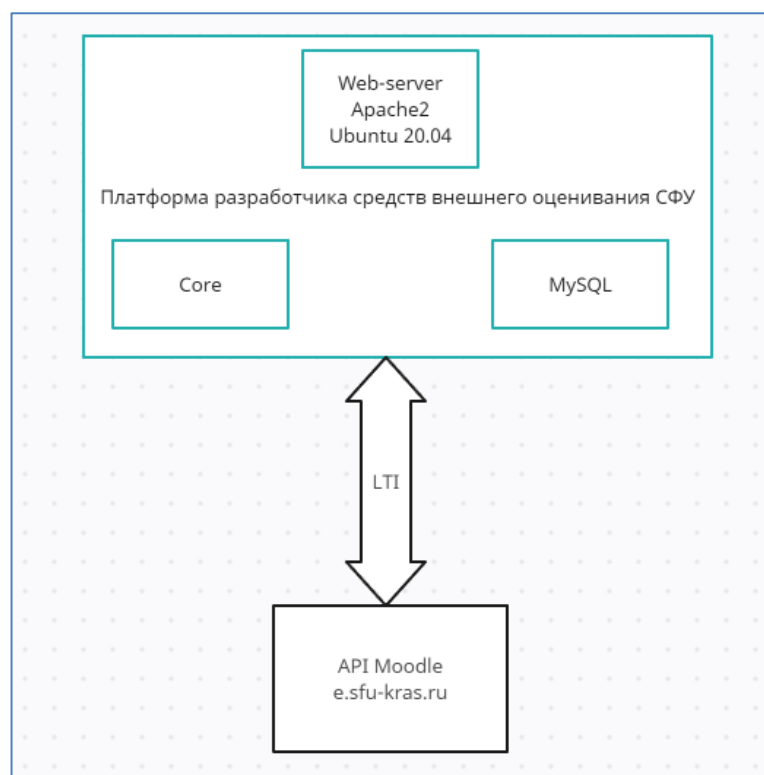 Web-server
Apache2
Ubuntu 20.04
Платформа разработчика средств внешнего оценивания СФУ
Core
MySQL
LTI
API Moodle
e.sfu-kras.ru